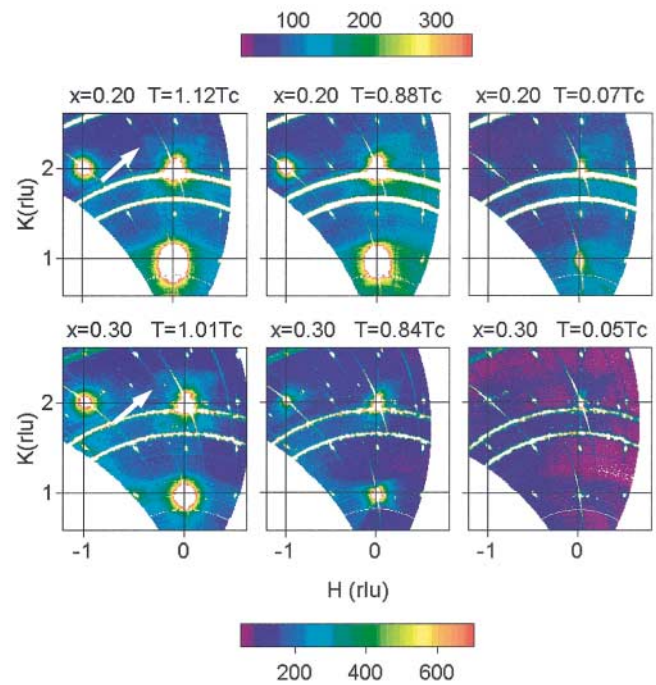 100 200 300
x=0.20 T=1.12Tc x=0.20 T=0.88Tc x=0.20 T=0.07Tc
K(rlu)
2
1
x=0.30 T=1.01Tc x=0.30 T=0.84Tc x=0.30 T=0.05Tc
K(rlu)
2
1
-1 0 -1 0 -1 0
H (rlu)
200 400 600